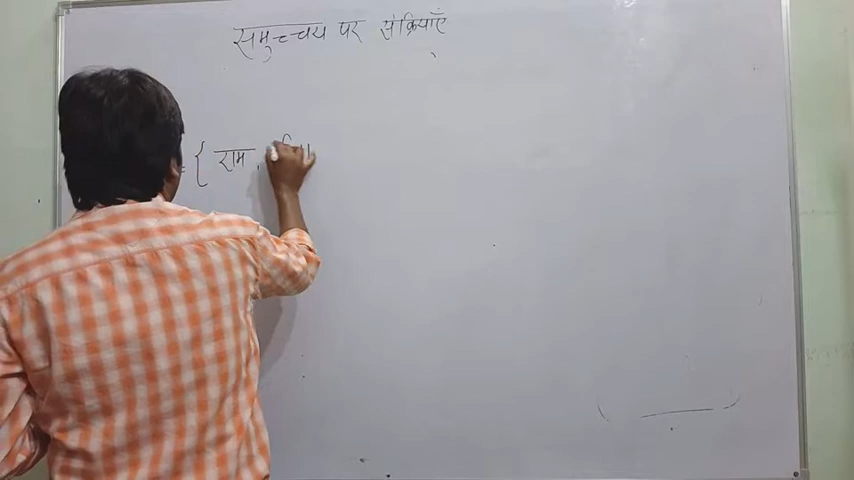 समुच्चय पर संक्रियाएँ
= { राम ,